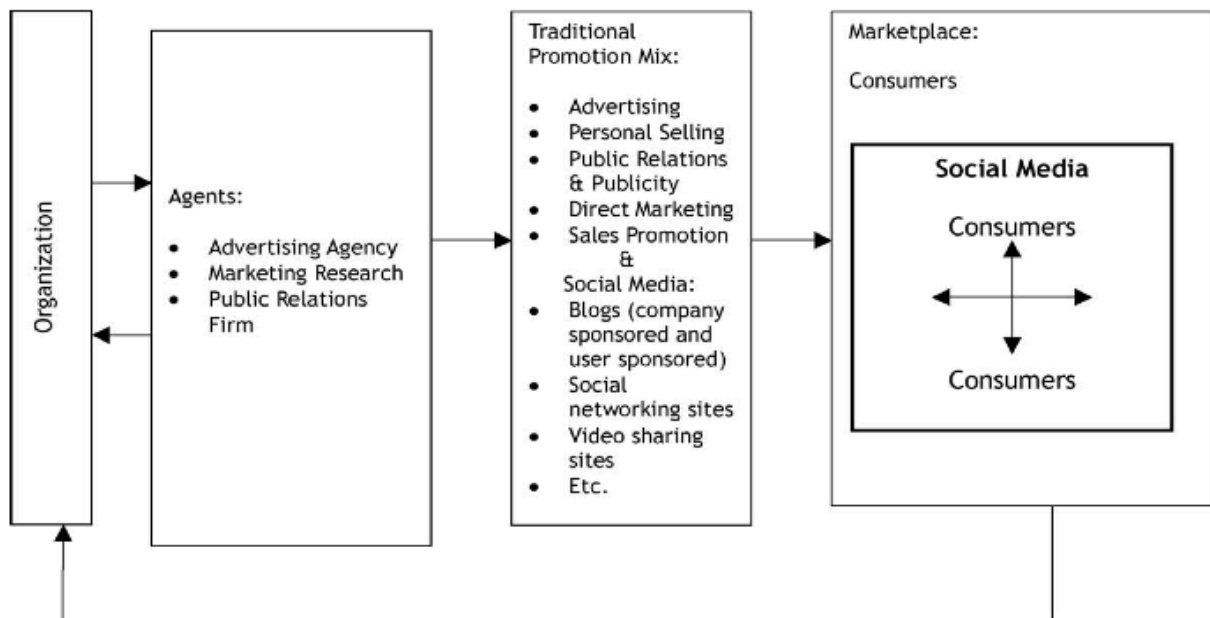 Organization
Agents:
• Advertising Agency
• Marketing Research
• Public Relations
Firm
Traditional
Promotion Mix:
• Advertising
• Personal Selling
• Public Relations
& Publicity
• Direct Marketing
• Sales Promotion
&
Social Media:
• Blogs (company
sponsored and
user sponsored)
• Social
networking sites
• Video sharing
sites
• Etc.
Marketplace:
Consumers
Social Media
Consumers
Consumers